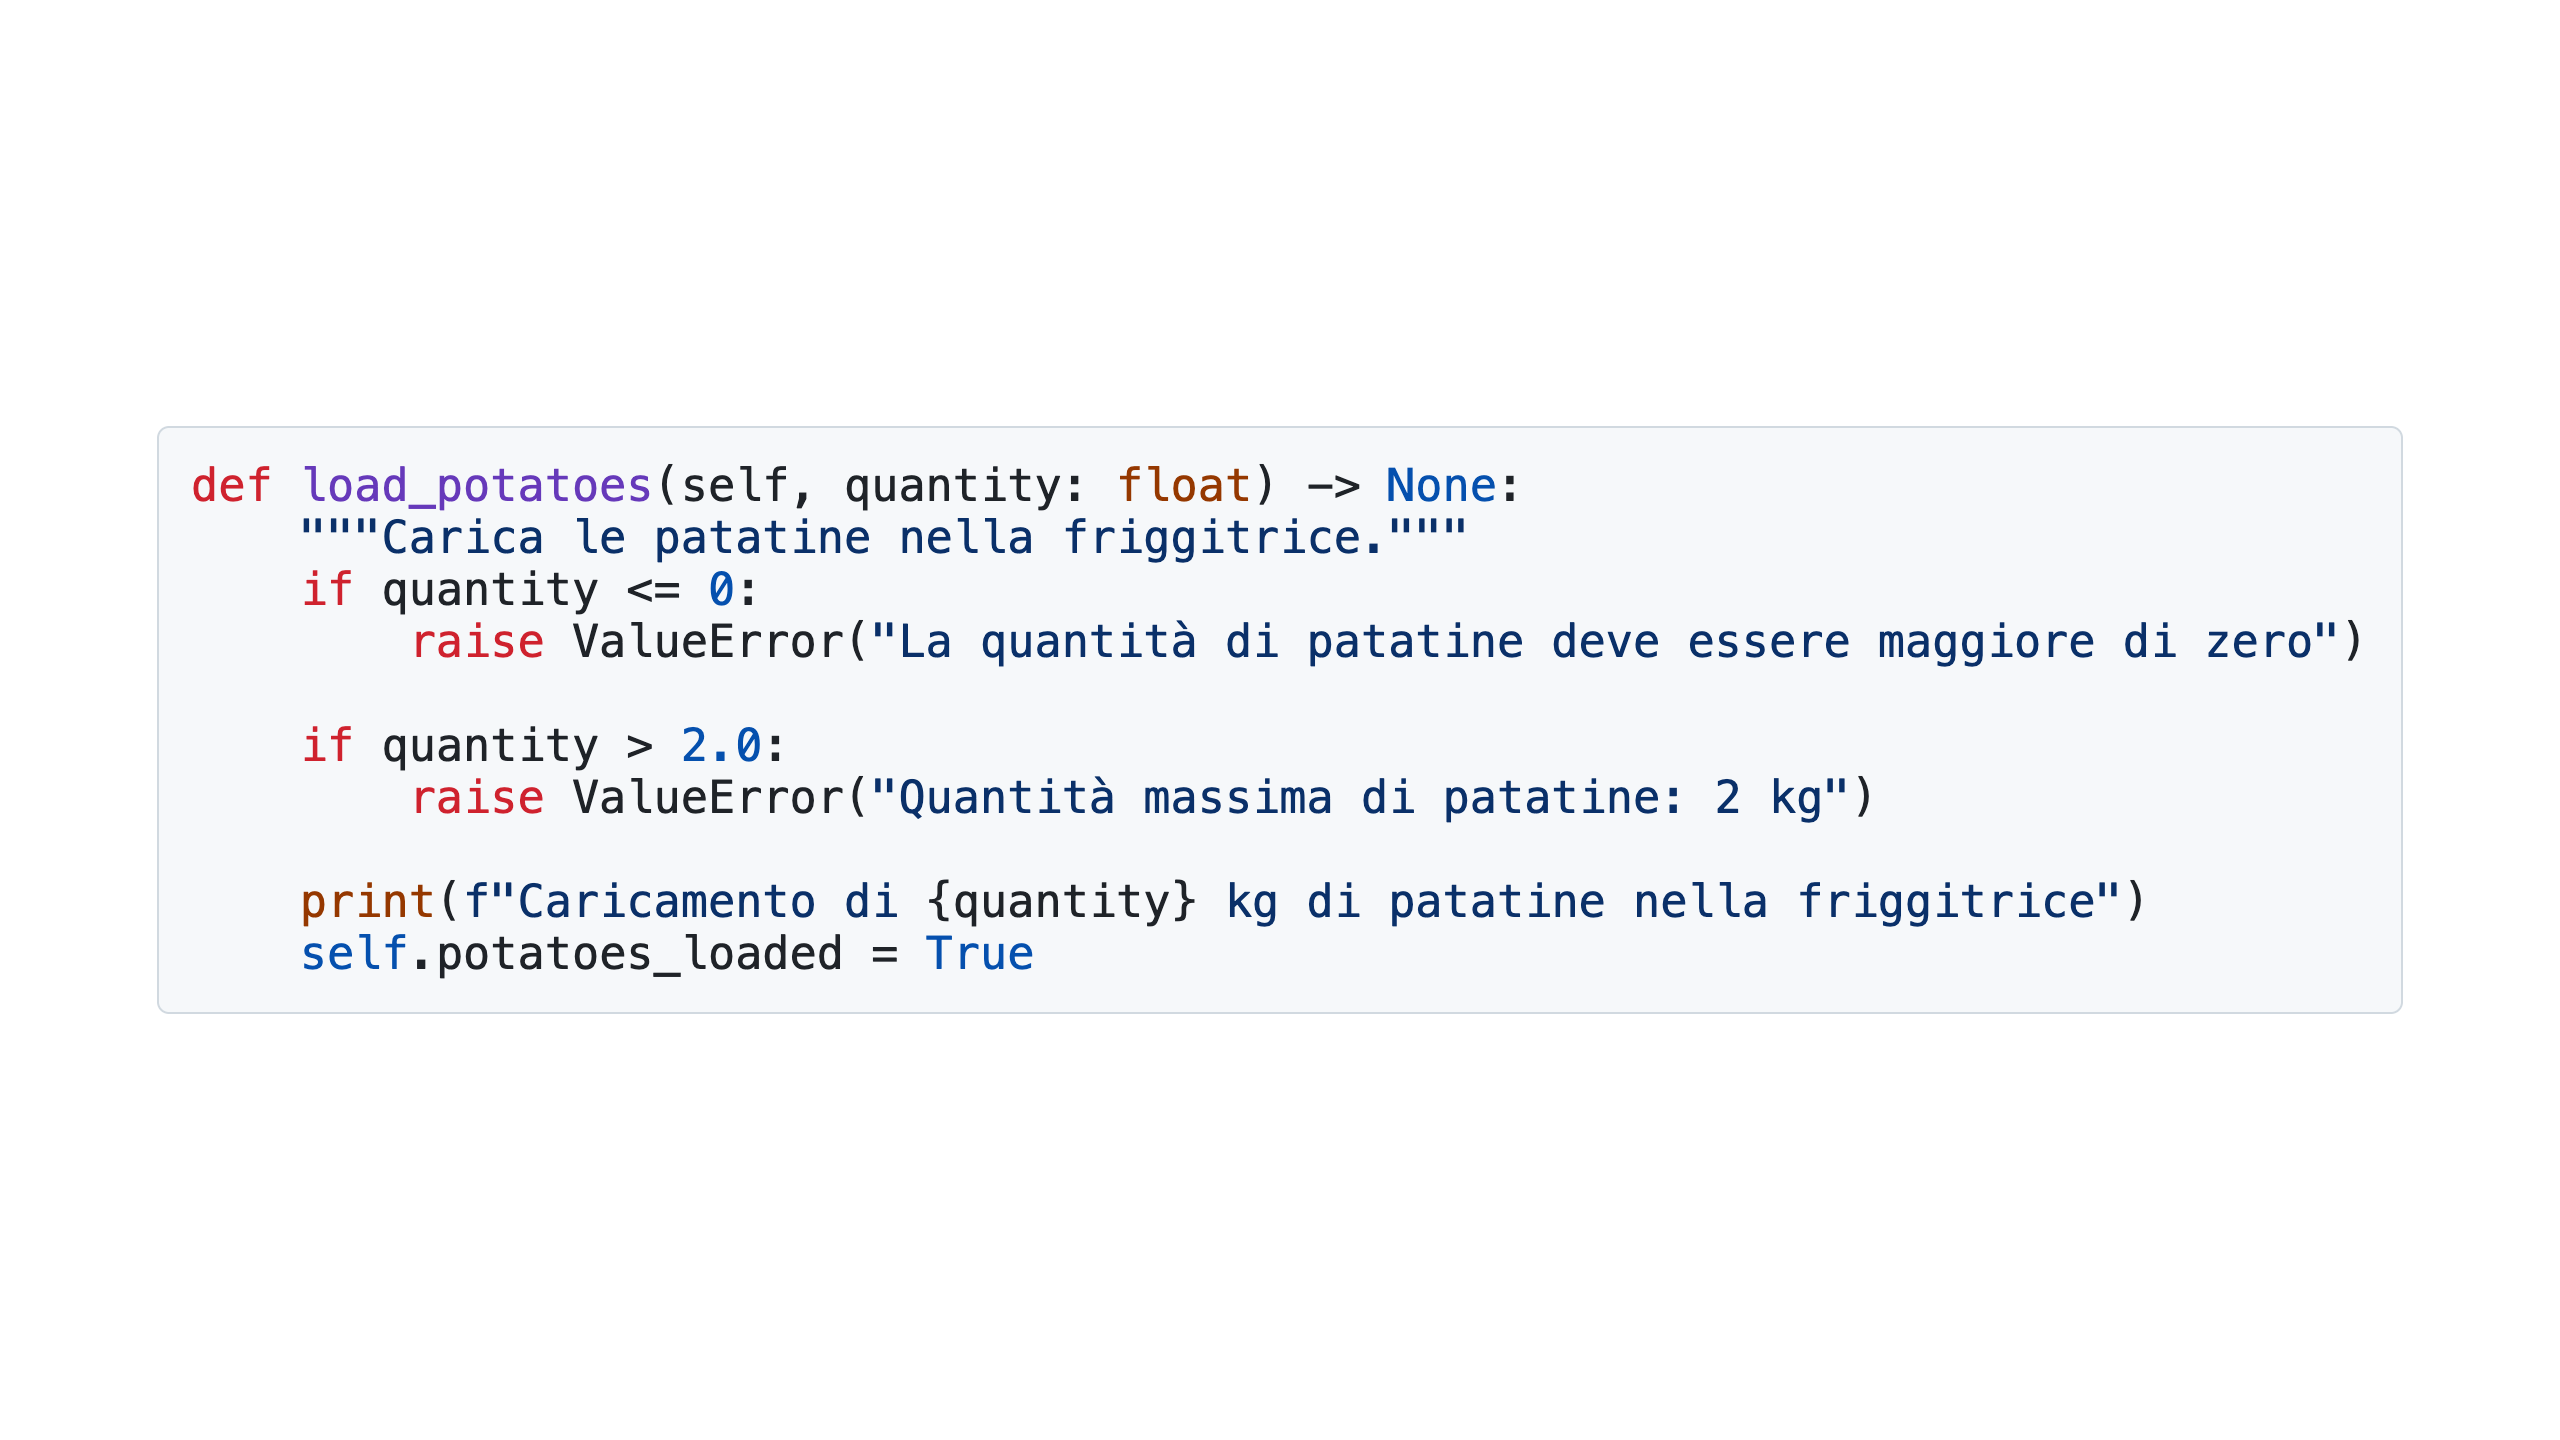 def load_potatoes(self, quantity: float) -> None:
    """Carica le patatine nella friggitrice."""
    if quantity <= 0:
        raise ValueError("La quantità di patatine deve essere maggiore di zero")

    if quantity > 2.0:
        raise ValueError("Quantità massima di patatine: 2 kg")

    print(f"Caricamento di {quantity} kg di patatine nella friggitrice")
    self.potatoes_loaded = True